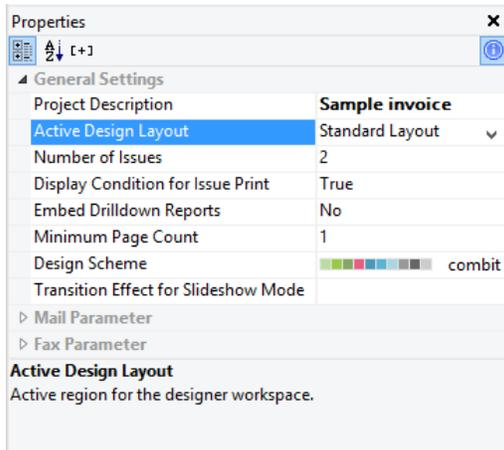 Properties
General Settings
Project Description Sample invoice
Active Design Layout Standard Layout
Number of Issues 2
Display Condition for Issue Print True
Embed Drilldown Reports No
Minimum Page Count 1
Design Scheme combit
Transition Effect for Slideshow Mode
Mail Parameter
Fax Parameter
Active Design Layout
Active region for the designer workspace.